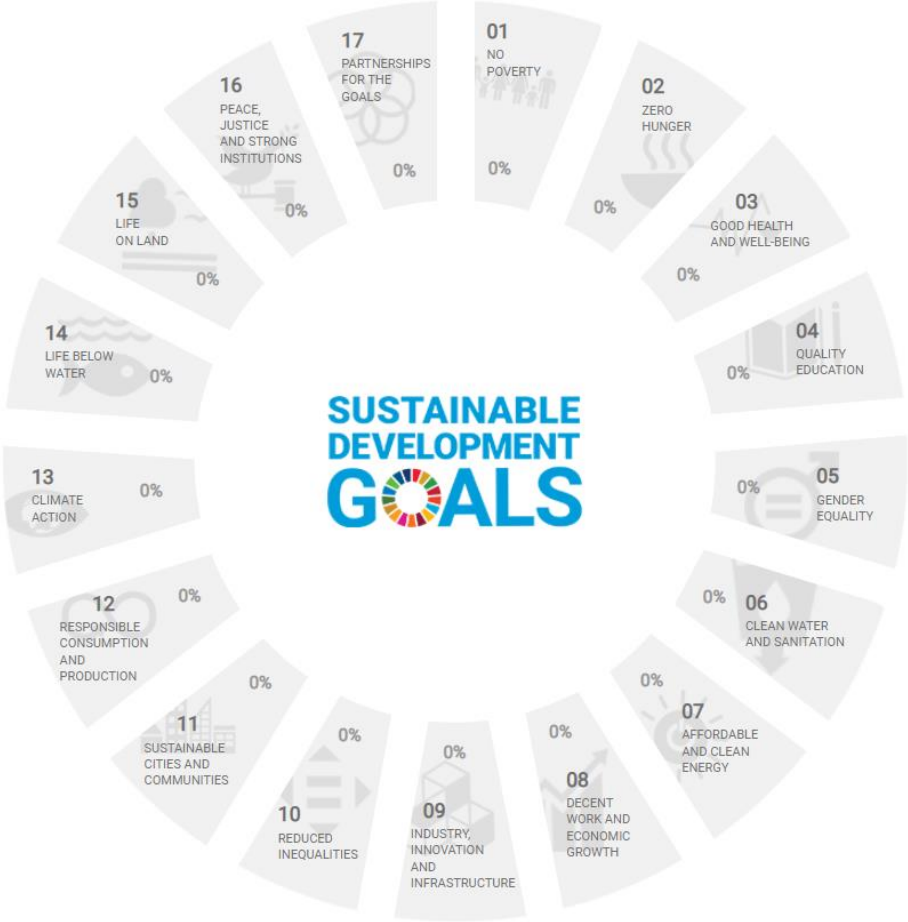 01
NO
POVERTY
0%
02
ZERO
HUNGER
0%
03
GOOD HEALTH
AND WELL-BEING
0%
04
QUALITY
EDUCATION
0%
05
GENDER
EQUALITY
0%
06
CLEAN WATER
AND SANITATION
0%
07
AFFORDABLE
AND CLEAN
ENERGY
0%
08
DECENT
WORK AND
ECONOMIC
GROWTH
0%
09
INDUSTRY,
INNOVATION
AND
INFRASTRUCTURE
0%
10
REDUCED
INEQUALITIES
0%
11
SUSTAINABLE
CITIES AND
COMMUNITIES
0%
12
RESPONSIBLE
CONSUMPTION
AND
PRODUCTION
0%
13
CLIMATE
ACTION
0%
14
LIFE BELOW
WATER
0%
15
LIFE
ON LAND
0%
16
PEACE,
JUSTICE
AND STRONG
INSTITUTIONS
0%
17
PARTNERSHIPS
FOR THE
GOALS
0%
SUSTAINABLE
DEVELOPMENT
GOALS